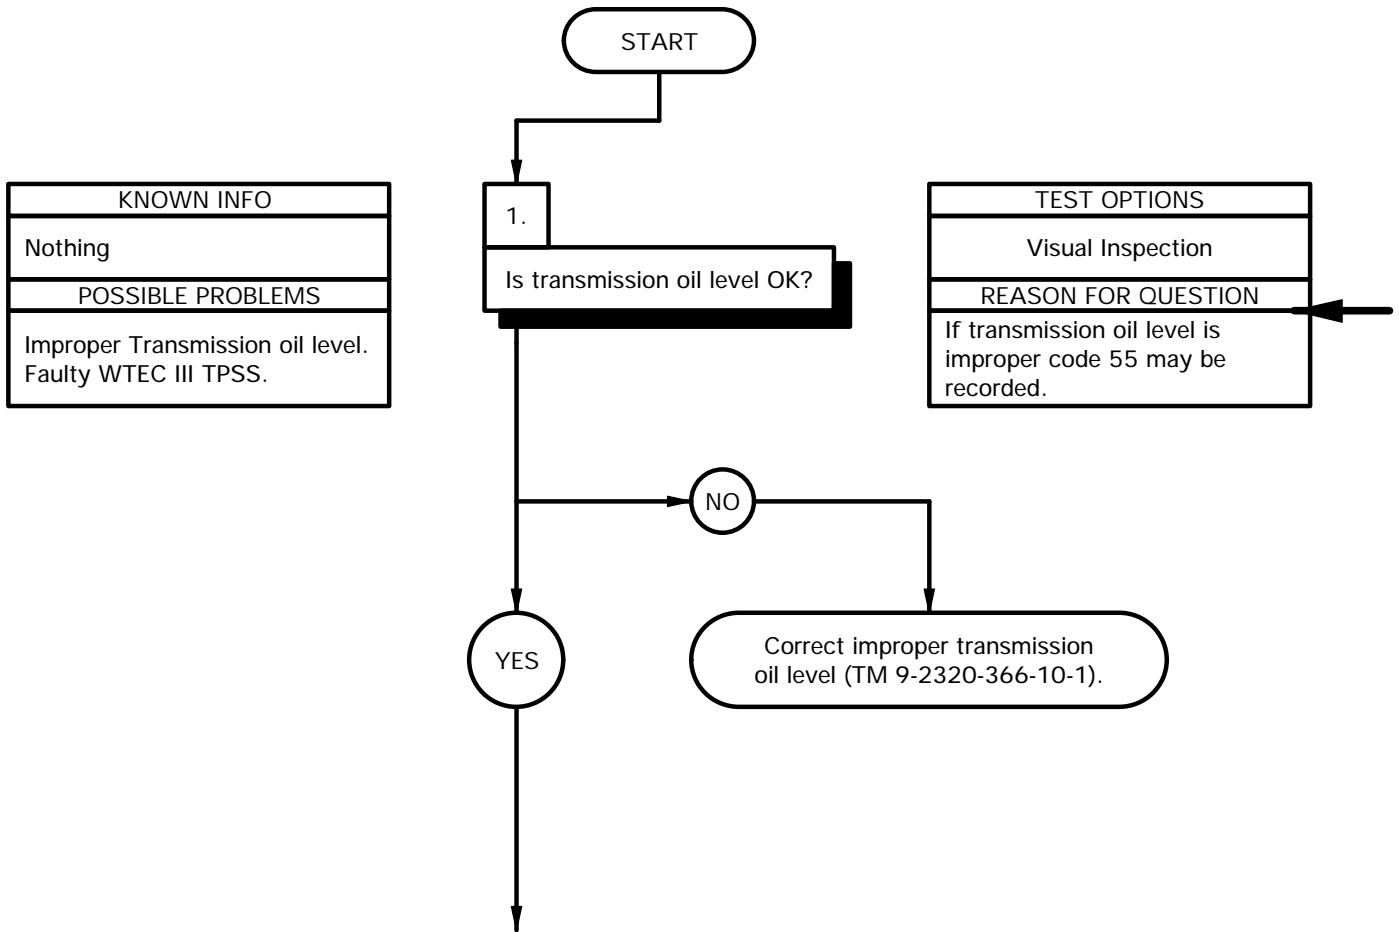 START
KNOWN INFO
Nothing
POSSIBLE PROBLEMS
Improper Transmission oil level.
Faulty WTEC III TPSS.
1.
Is transmission oil level OK?
TEST OPTIONS
Visual Inspection
REASON FOR QUESTION
If transmission oil level is
improper code 55 may be
recorded.
NO
YES
Correct improper transmission
oil level (TM 9-2320-366-10-1).